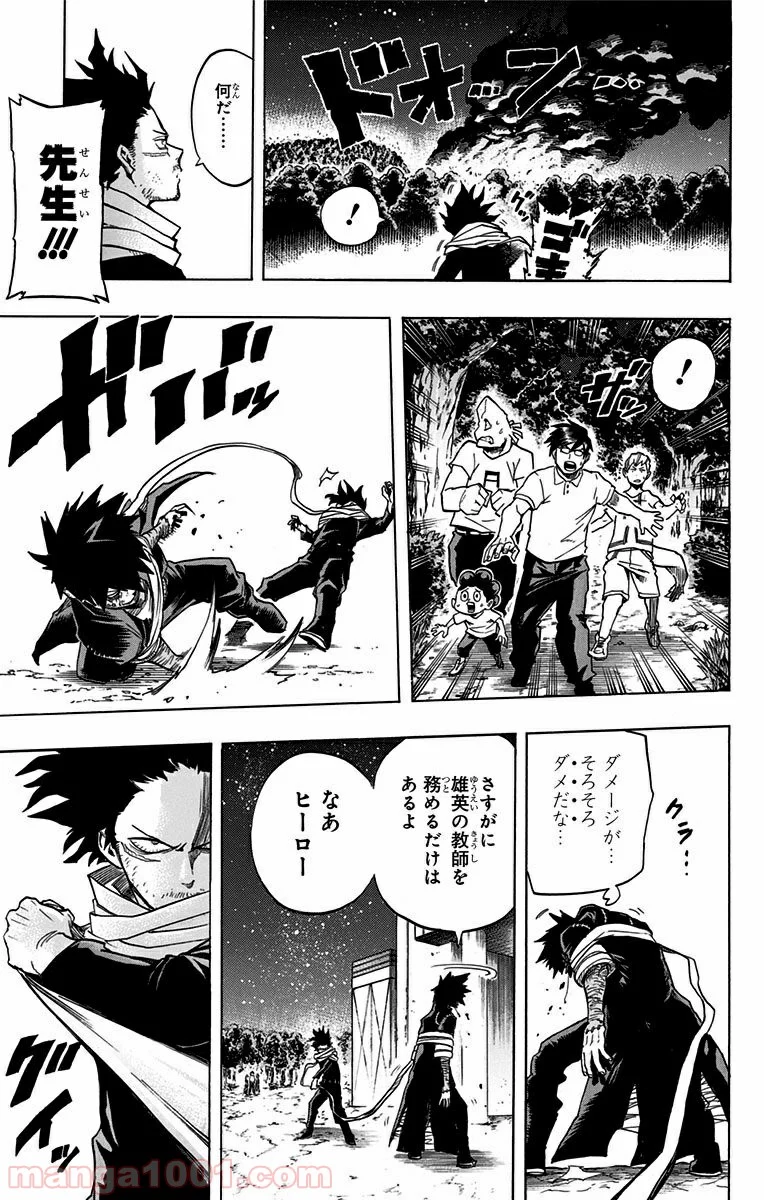 ドォ…ン…
!
ゴキ
何だ
……
先生!!!
!
ザッ
ガババッ
ダメージが…
そろそろ
ダメだな…
クラ…
さすがに
雄英の教師を
務めるだけは
あるよ
なあ
ヒーロー
グイッ
manga1001.com